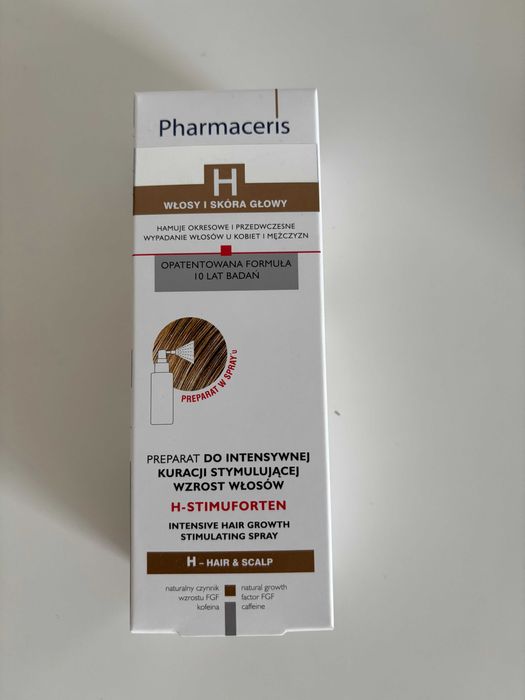 Pharmaceris
H
WŁOSY I SKÓRA GŁOWY
HAMUJE OKRESOWE I PRZEDWCZESNE
WYPADANIE WŁOSÓW U KOBIET I MĘŻCZYZN
OPATENTOWANA FORMUŁA
10 LAT BADAŃ
PREPARAT W SPRAY'u
PREPARAT DO INTENSYWNEJ
KURACJI STYMULUJĄCEJ
WZROST WŁOSÓW
H-STIMUFORTEN
INTENSIVE HAIR GROWTH
STIMULATING SPRAY
H – HAIR & SCALP
naturalny czynnik
wzrostu FGF
kofeina
natural growth
factor FGF
caffeine